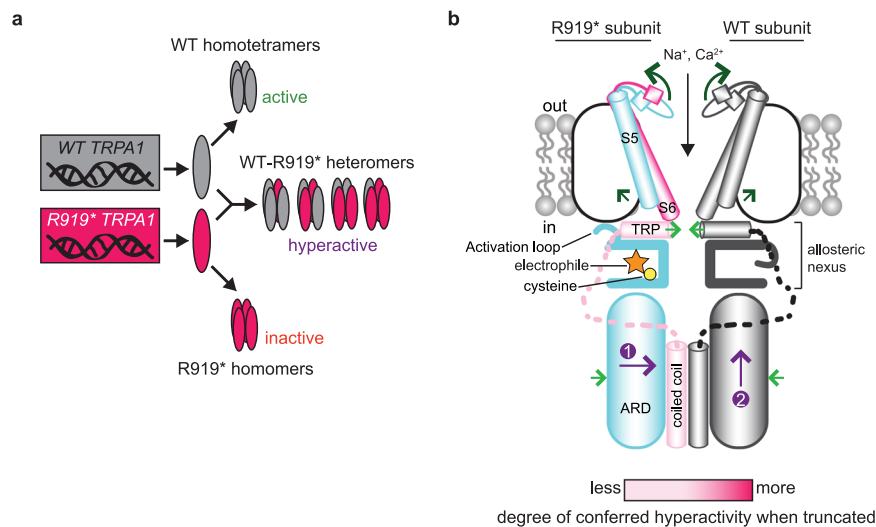 a
WT homotetramers
active
WT TRPA1
WT-R919* heteromers
R919* TRPA1
hyperactive
inactive
R919* homomers
b
R919* subunit
WT subunit
Na⁺, Ca²⁺
out
S5
S6
in
TRP
Activation loop
electrophile
cysteine
allosteric
nexus
1
2
ARD
coiled coil
less
more
degree of conferred hyperactivity when truncated